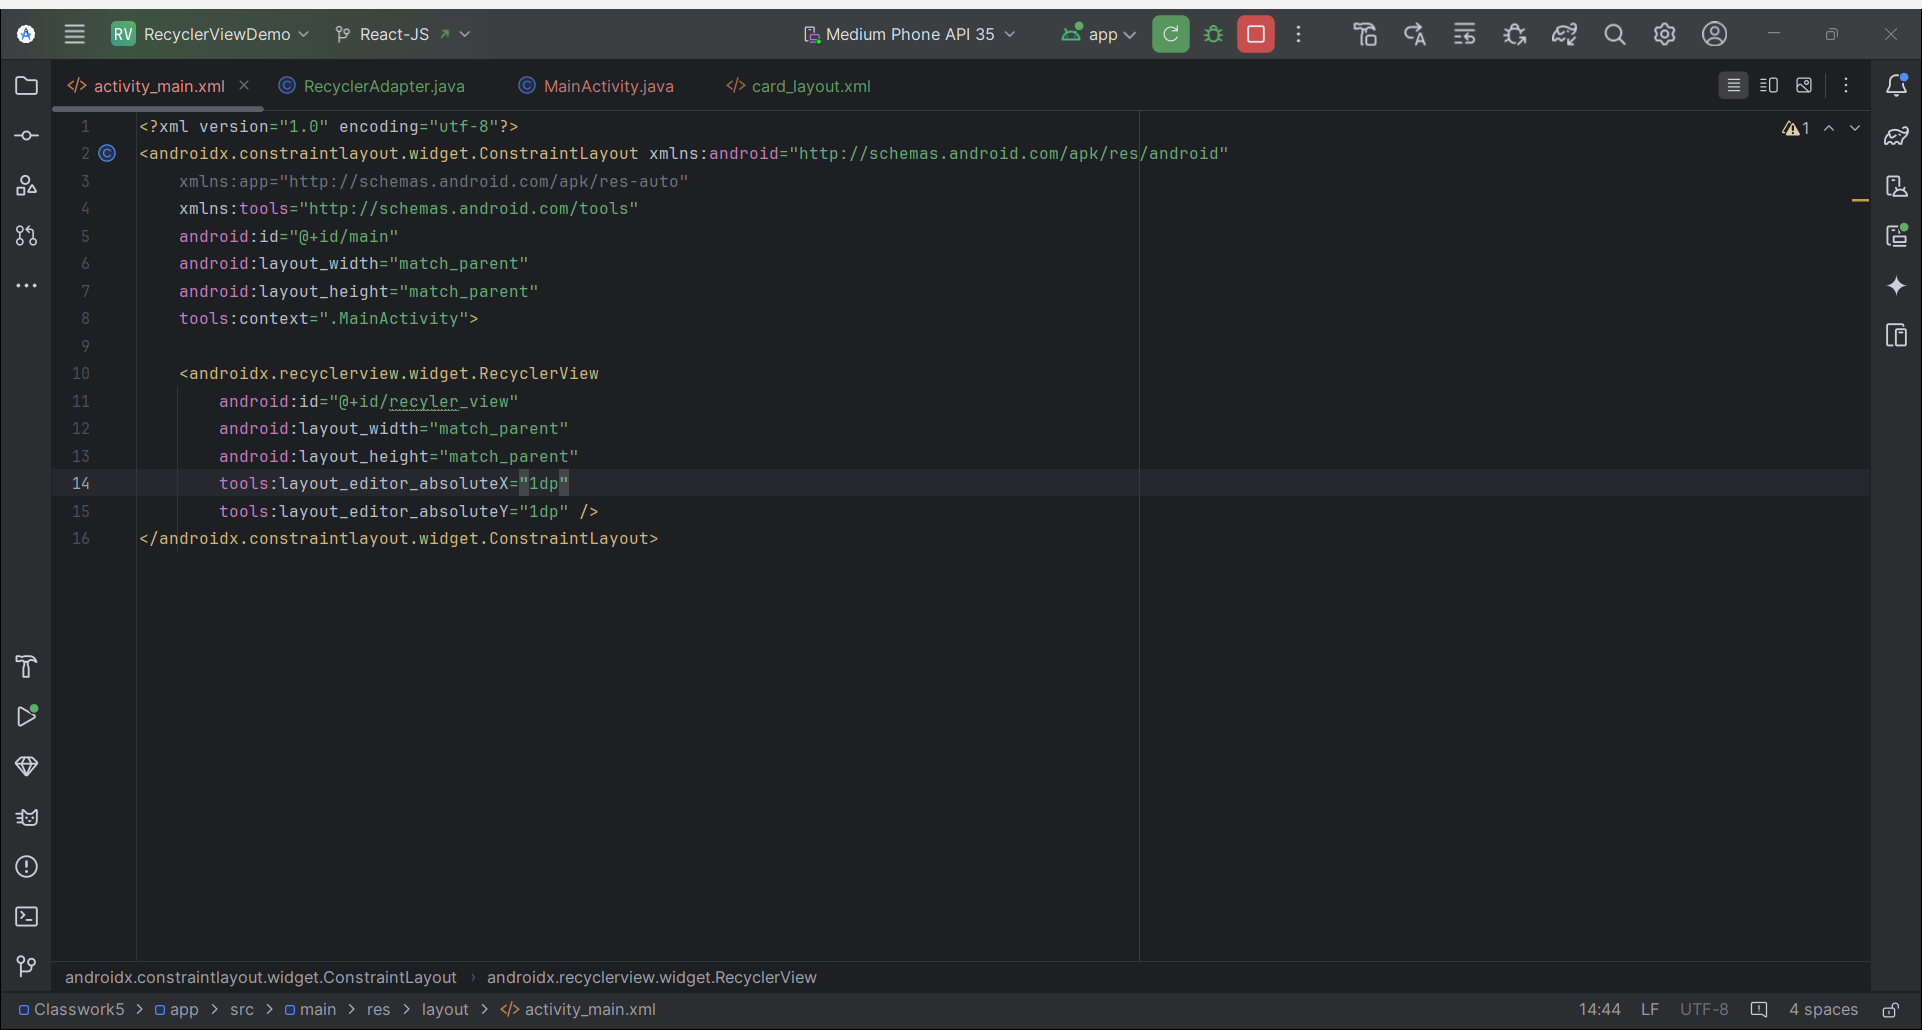 RV RecyclerViewDemo React-JS Medium Phone API 35 app
activity_main.xml RecyclerAdapter.java MainActivity.java card_layout.xml
1 <?xml version="1.0" encoding="utf-8"?> 1
2 <androidx.constraintlayout.widget.ConstraintLayout xmlns:android="http://schemas.android.com/apk/res/android"
3 xmlns:app="http://schemas.android.com/apk/res-auto"
4 xmlns:tools="http://schemas.android.com/tools"
5 android:id="@+id/main"
6 android:layout_width="match_parent"
7 android:layout_height="match_parent"
8 tools:context=".MainActivity">
9
10 <androidx.recyclerview.widget.RecyclerView
11 android:id="@+id/recyler_view"
12 android:layout_width="match_parent"
13 android:layout_height="match_parent"
14 tools:layout_editor_absoluteX="1dp"
15 tools:layout_editor_absoluteY="1dp" />
16 </androidx.constraintlayout.widget.ConstraintLayout>
androidx.constraintlayout.widget.ConstraintLayout › androidx.recyclerview.widget.RecyclerView
Classwork5 > app > src > main > res > layout > activity_main.xml 14:44 LF UTF-8 4 spaces